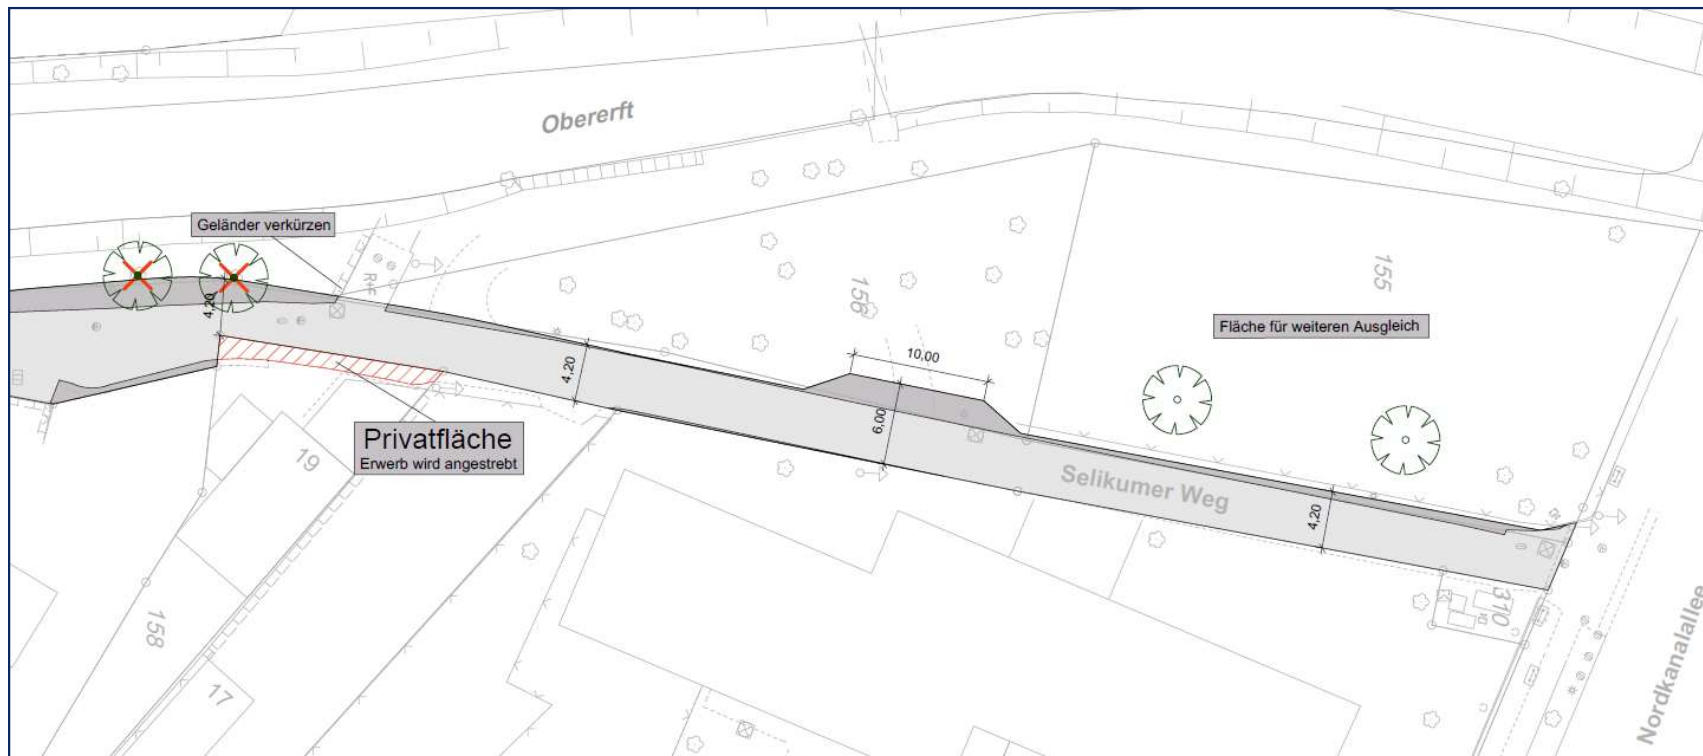 Obererft
Geländer verkürzen
R+F
4,20
156
155
10,00
Fläche für weiteren Ausgleich
4,20
6,00
Privatfläche
Erwerb wird angestrebt
19
Selikumer Weg
4,20
158
310
17
Nordkanalallee